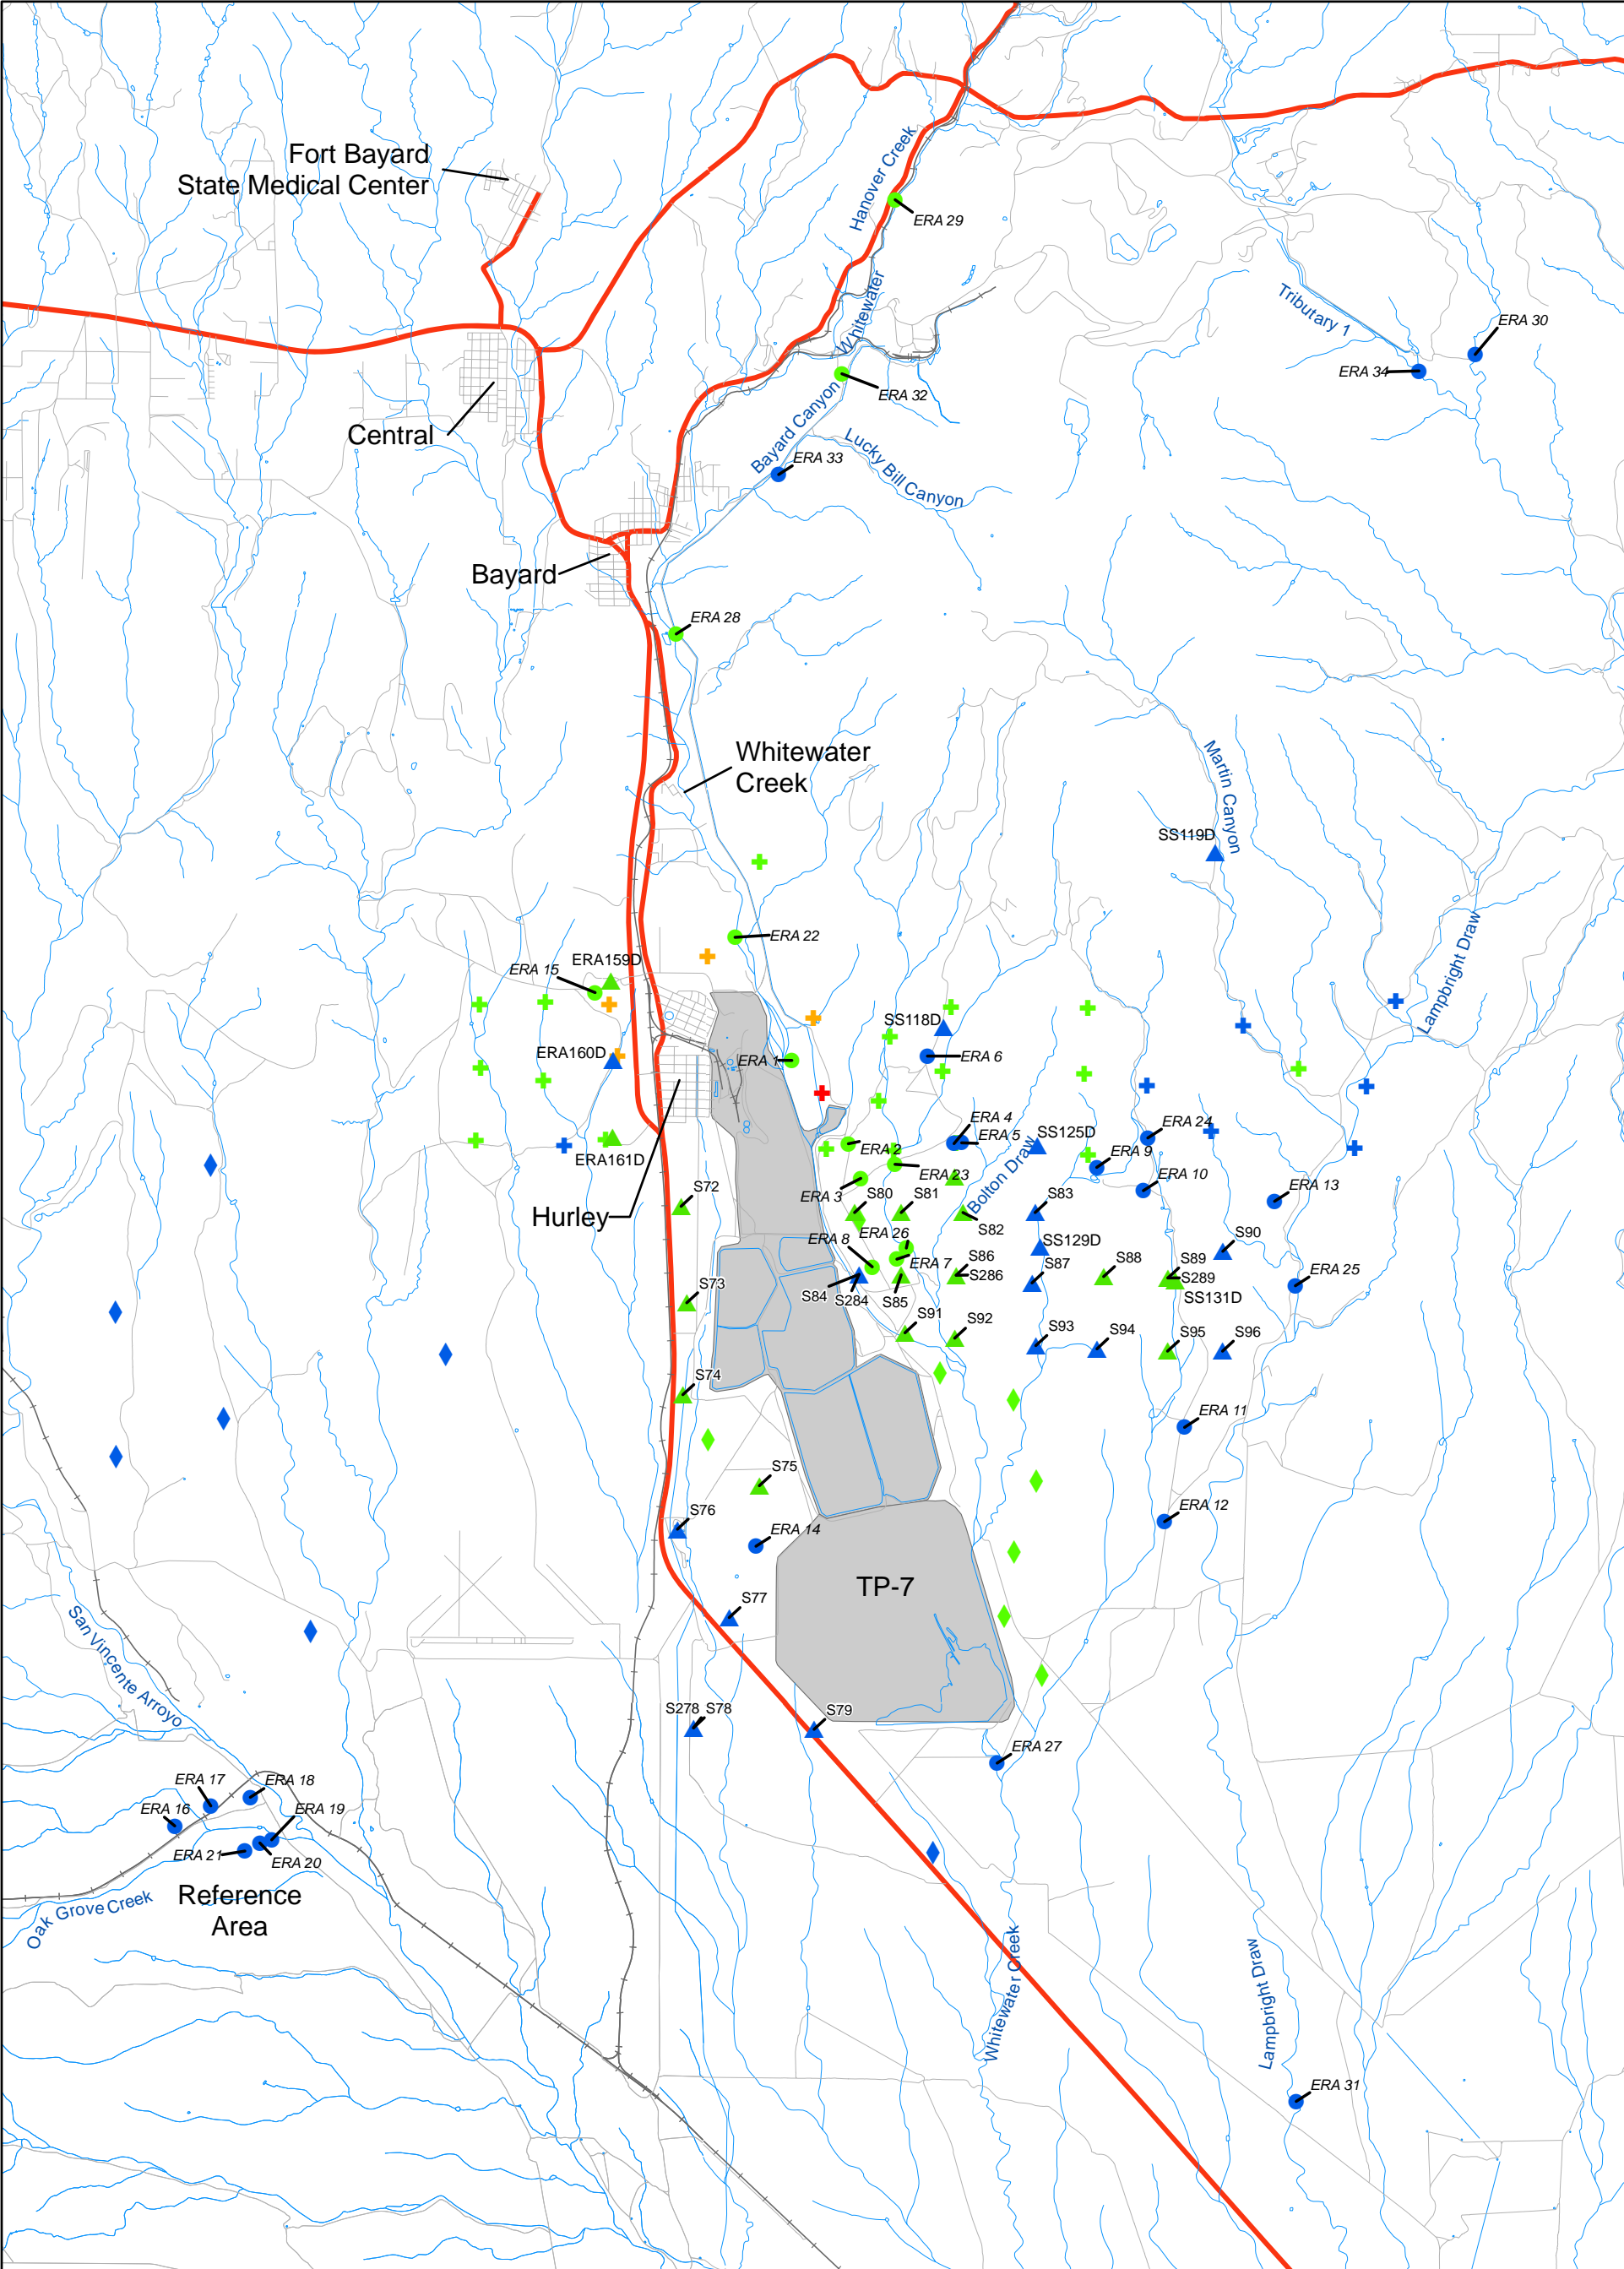 Fort Bayard
State Medical Center
Hanover Creek
ERA 29
Whitewater
Tributary 1
ERA 30
ERA 34
ERA 32
Central
Bayard Canyon
Lucky Bill Canyon
ERA 33
Bayard
ERA 28
Whitewater
Creek
Martin Canyon
SS119D
ERA 22
Lampbright Draw
ERA159D
ERA 15
SS118D
ERA160D
ERA 1
ERA 6
ERA 4
ERA 5
ERA 24
SS125D
ERA 2
ERA161D
ERA 9
ERA 23
ERA 10
ERA 3
Bolton Draw
ERA 13
S72
S80
S81
S83
Hurley
S82
ERA 26
ERA 8
SS129D
S90
S86
ERA 7
S87
S88
S89
S286
S289
ERA 25
S73
S84
S284
S85
SS131D
S91
S92
S93
S94
S95
S96
S74
ERA 11
S75
S76
ERA 12
ERA 14
TP-7
S77
San Vincente Arroyo
S278
S78
S79
ERA 27
ERA 17
ERA 18
ERA 16
ERA 19
ERA 21
ERA 20
Reference
Area
Oak Grove Creek
Whitewater Creek
Lampbright Draw
ERA 31